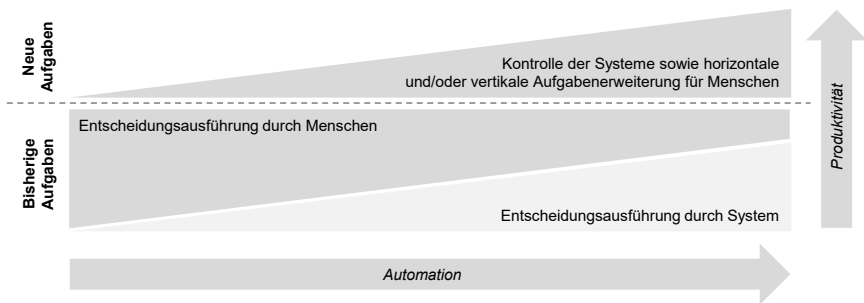 Neue
Aufgaben
Kontrolle der Systeme sowie horizontale
und/oder vertikale Aufgabenerweiterung für Menschen
Bisherige
Aufgaben
Entscheidungsausführung durch Menschen
Entscheidungsausführung durch System
Produktivität
Automation